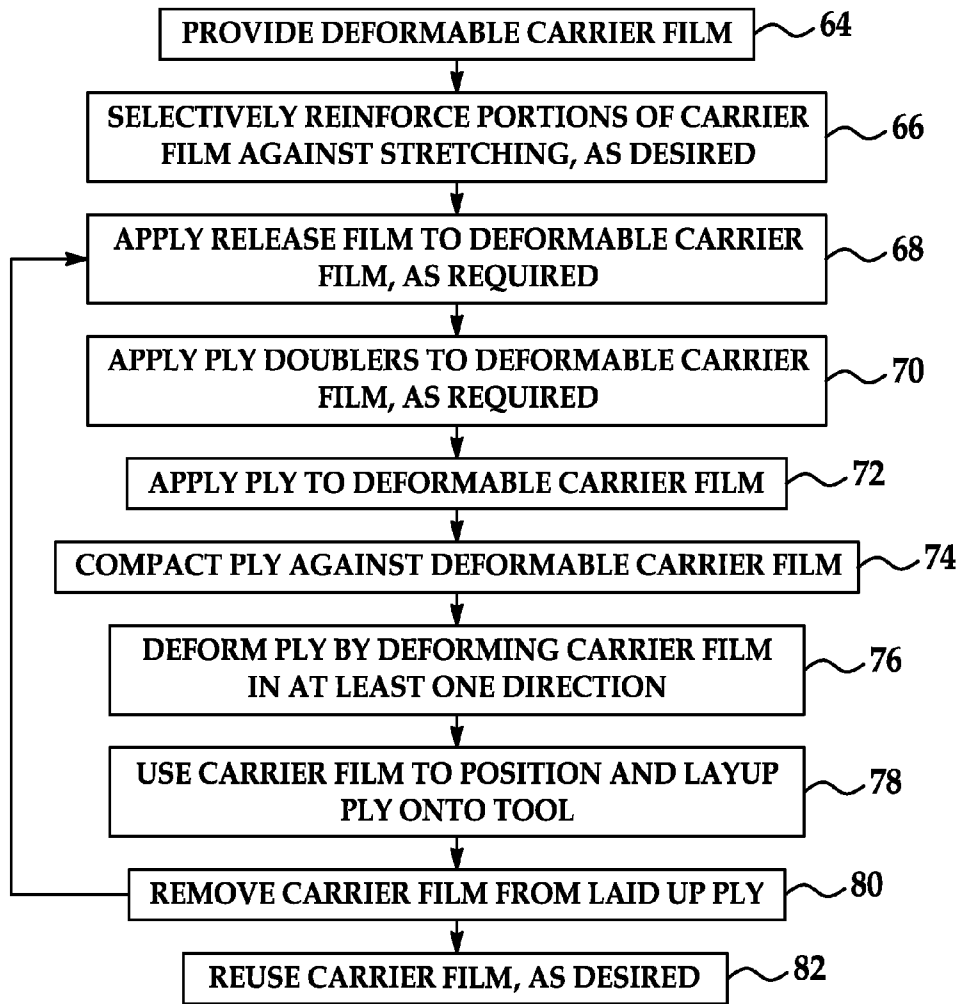 PROVIDE DEFORMABLE CARRIER FILM
64
SELECTIVELY REINFORCE PORTIONS OF CARRIER
FILM AGAINST STRETCHING, AS DESIRED
66
APPLY RELEASE FILM TO DEFORMABLE CARRIER
FILM, AS REQUIRED
68
APPLY PLY DOUBLERS TO DEFORMABLE CARRIER
FILM, AS REQUIRED
70
APPLY PLY TO DEFORMABLE CARRIER FILM
72
COMPACT PLY AGAINST DEFORMABLE CARRIER FILM
74
DEFORM PLY BY DEFORMING CARRIER FILM
IN AT LEAST ONE DIRECTION
76
USE CARRIER FILM TO POSITION AND LAYUP
PLY ONTO TOOL
78
REMOVE CARRIER FILM FROM LAID UP PLY
80
REUSE CARRIER FILM, AS DESIRED
82